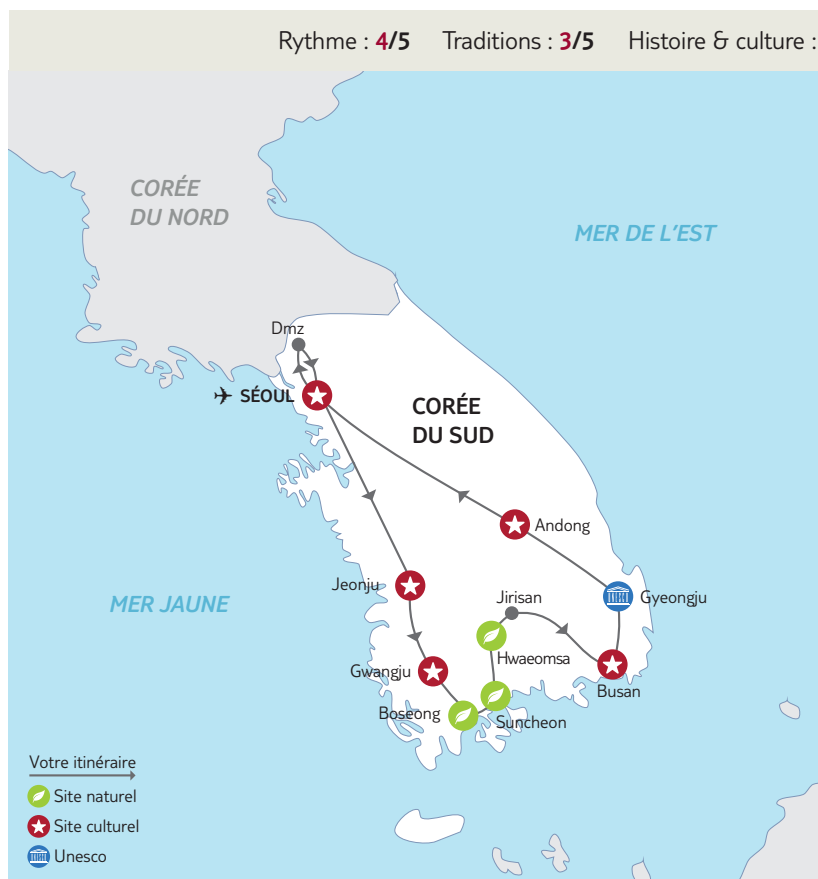 Rythme : 4/5 Traditions : 3/5 Histoire & culture :
CORÉE
DU NORD
MER DE L'EST
Dmz
SÉOUL
CORÉE
DU SUD
Andong
Jeonju
Jirisan
Gyeongju
MER JAUNE
Hwaeomsa
Gwangju
Busan
Boseong
Suncheon
Votre itinéraire
Site naturel
Site culturel
Unesco